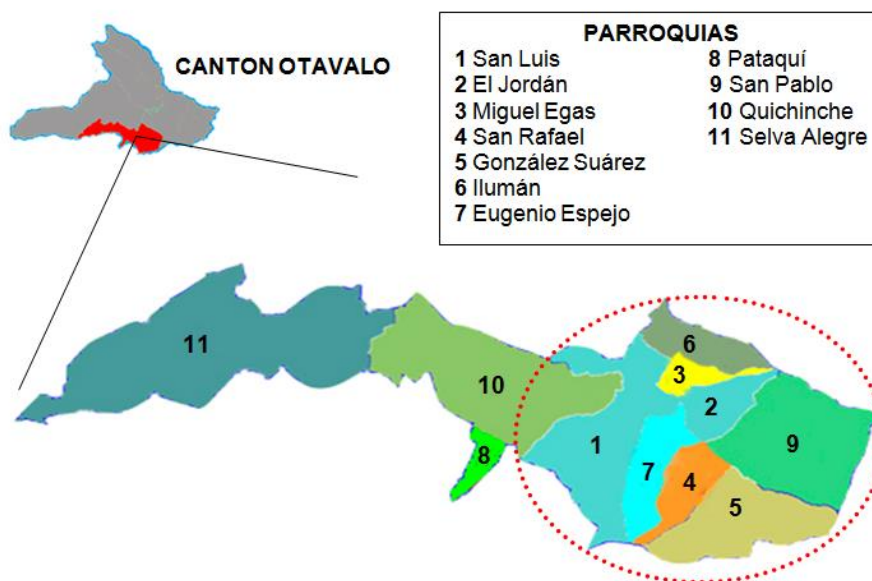 CANTON OTAVALO
PARROQUIAS
1 San Luis
2 El Jordán
3 Miguel Egas
4 San Rafael
5 González Suárez
6 Ilumán
7 Eugenio Espejo
8 Pataquí
9 San Pablo
10 Quichinche
11 Selva Alegre
11
10
8
1
7
4
5
9
2
3
6